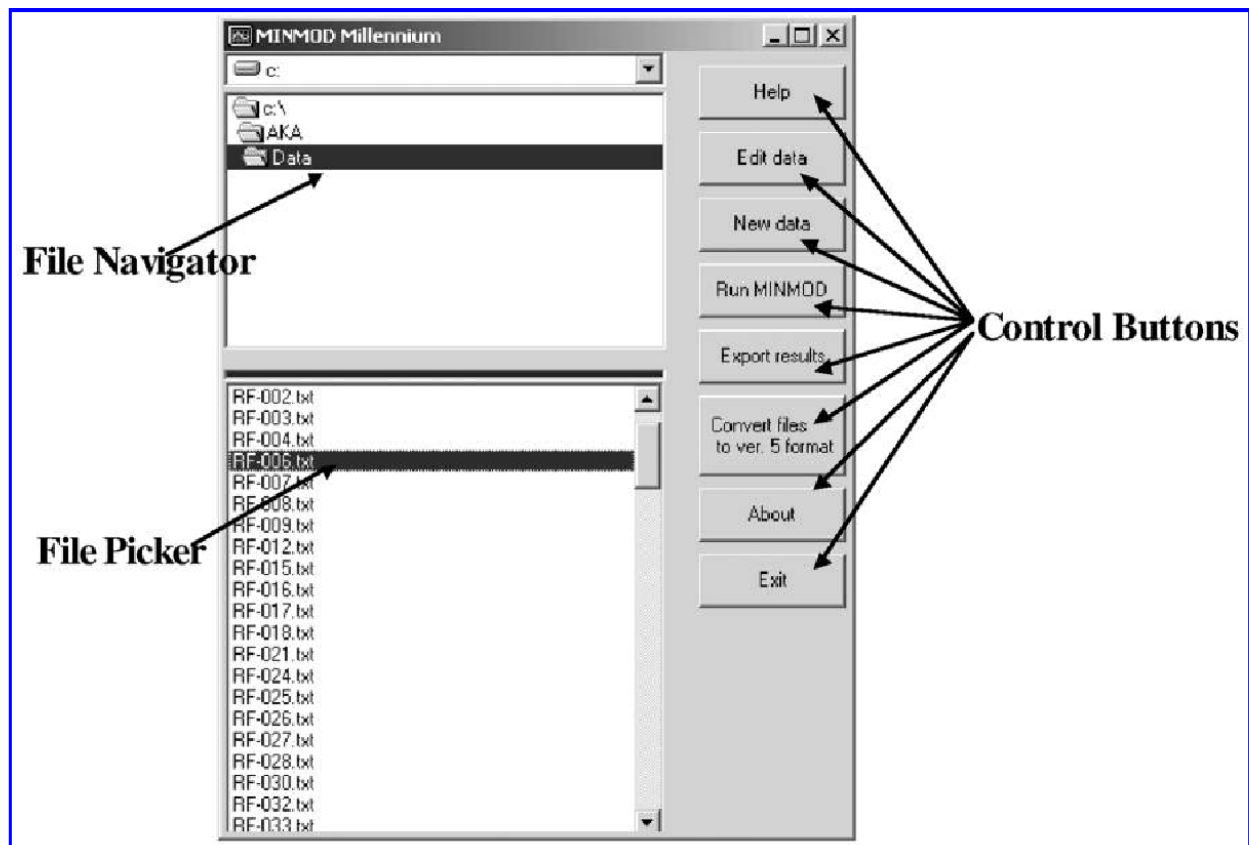 MINMOD Millennium
c:
c:\
AKA
Data
File Navigator
RF-002.txt
RF-003.txt
RF-004.txt
RF-006.txt
RF-007.txt
RF-008.txt
RF-009.txt
RF-012.txt
RF-015.txt
RF-016.txt
RF-017.txt
RF-018.txt
RF-021.txt
RF-024.txt
RF-025.txt
RF-026.txt
RF-027.txt
RF-028.txt
RF-030.txt
RF-032.txt
RF-033.txt
File Picker
Help
Edit data
New data
Run MINMOD
Export results
Convert files
to ver. 5 format
About
Exit
Control Buttons